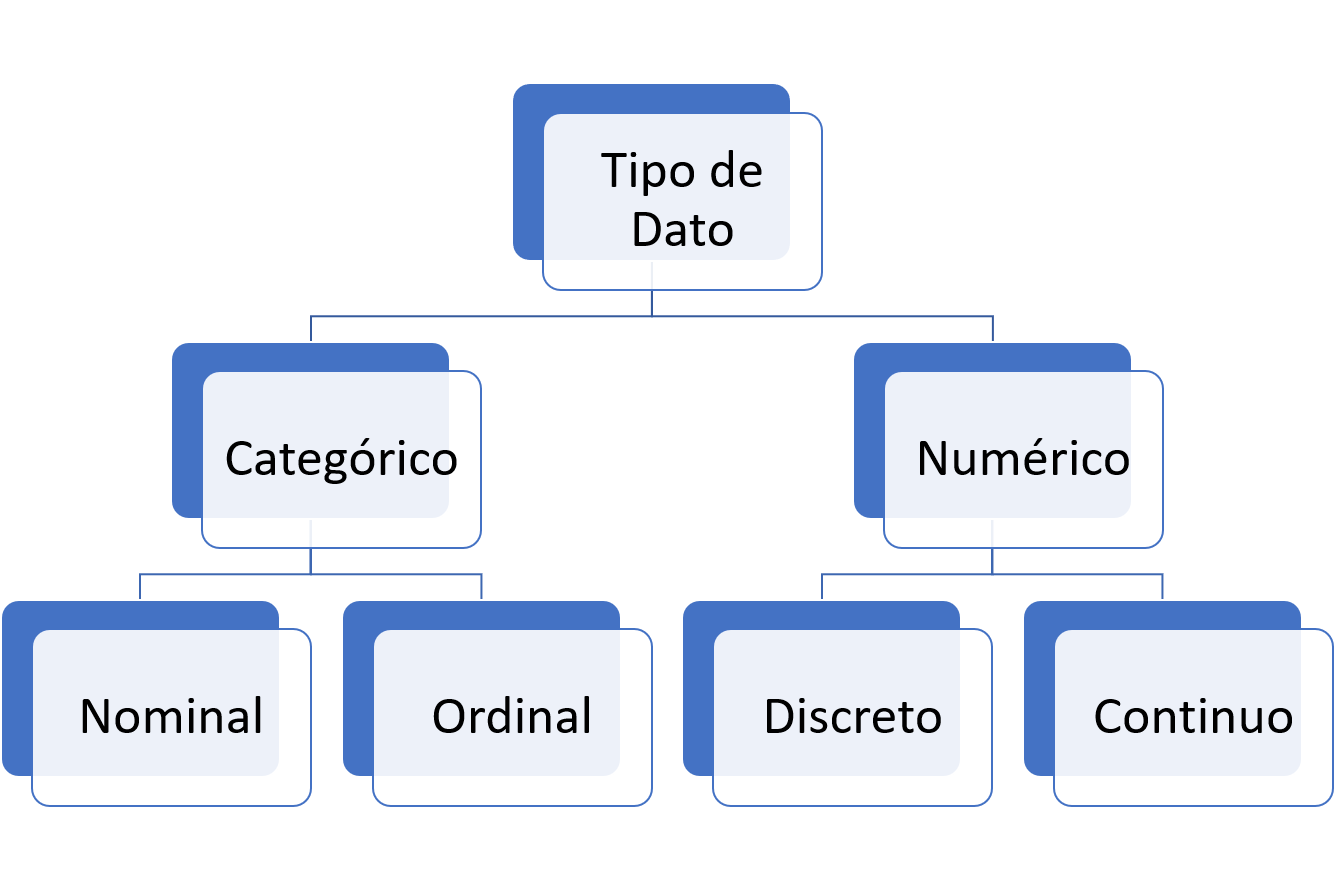 Tipo de
Dato
Categórico
Numérico
Nominal
Ordinal
Discreto
Continuo